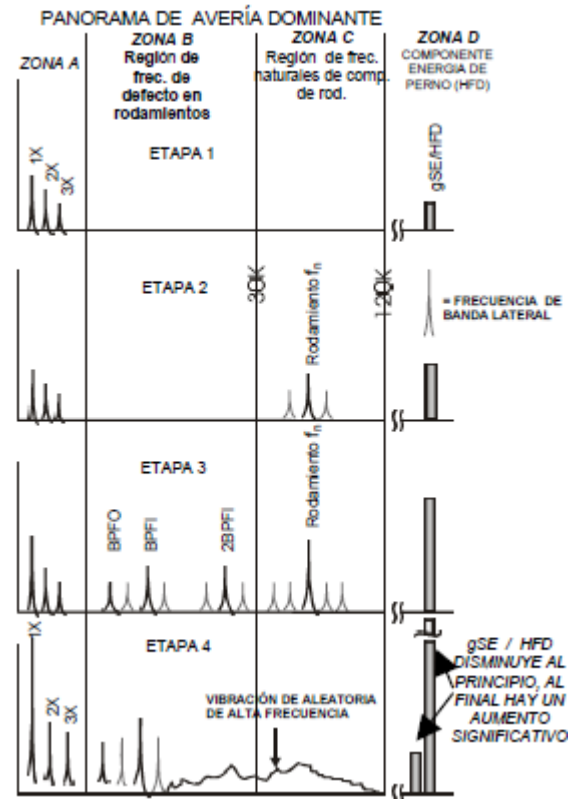 PANORAMA DE AVERÍA DOMINANTE
ZONA A
ZONA B
Región de
frec. de
defecto en
rodamientos
ZONA C
Región de frec.
naturales de comp.
de rod.
ZONA D
COMPONENTE
ENERGIA DE
PERNO (HFD)
ETAPA 1
1X
2X
3X
gSE/HFD
ETAPA 2
30K
Rodamiento fn
120K
= FRECUENCIA DE
BANDA LATERAL
ETAPA 3
BPFO
BPFI
2BPFI
Rodamiento fn
ETAPA 4
1X
2X
3X
VIBRACIÓN DE ALEATORIA
DE ALTA FRECUENCIA
gSE / HFD
DISMINUYE AL
PRINCIPIO, AL
FINAL HAY UN
AUMENTO
SIGNIFICATIVO